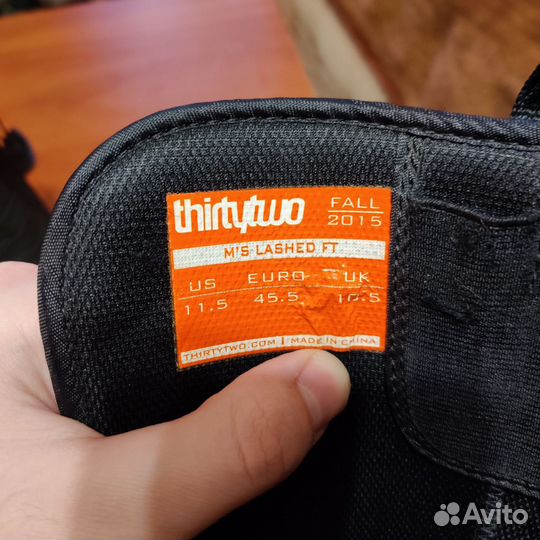 thirtytwo FALL 2015
M'S LASHED FT
US EURO UK
11.5 45.5 10.5
THIRTYTWO.COM | MADE IN CHINA
Avito